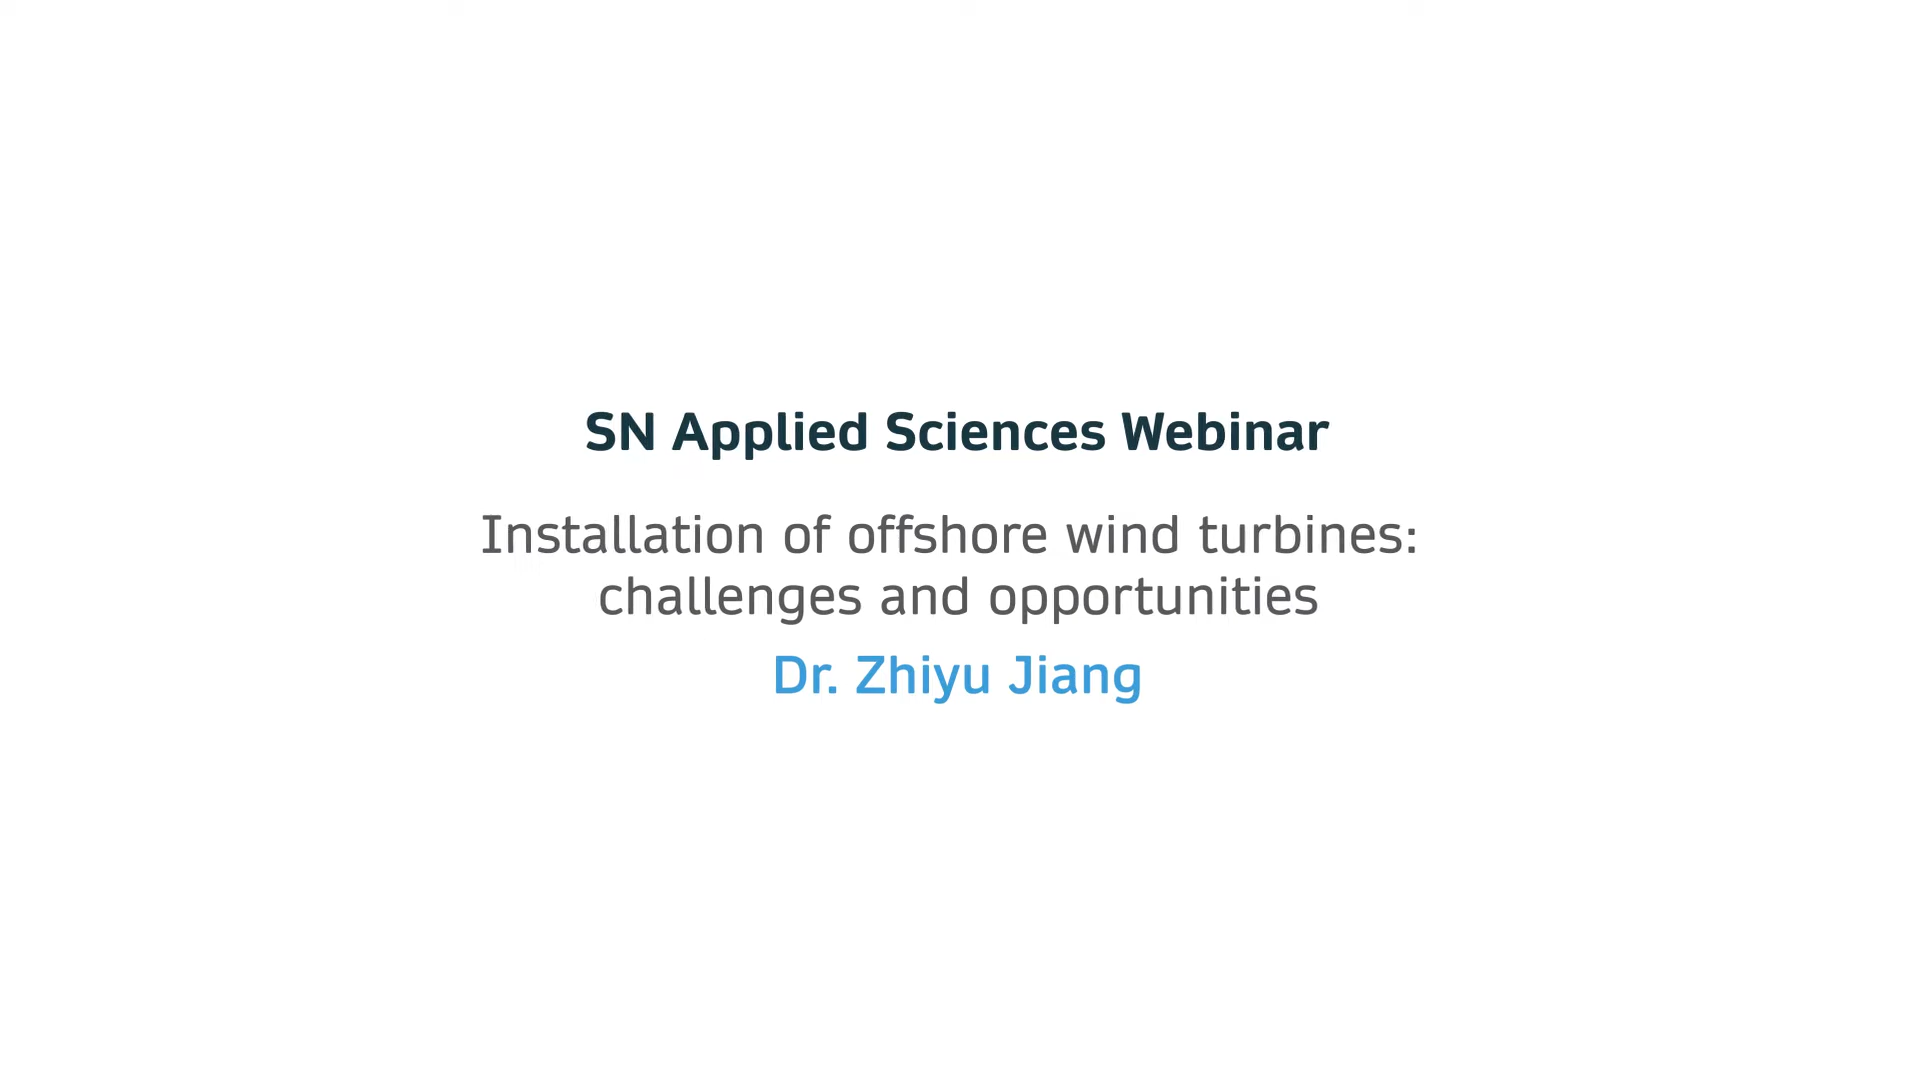 SN Applied Sciences Webinar
Installation of offshore wind turbines:
challenges and opportunities
Dr. Zhiyu Jiang